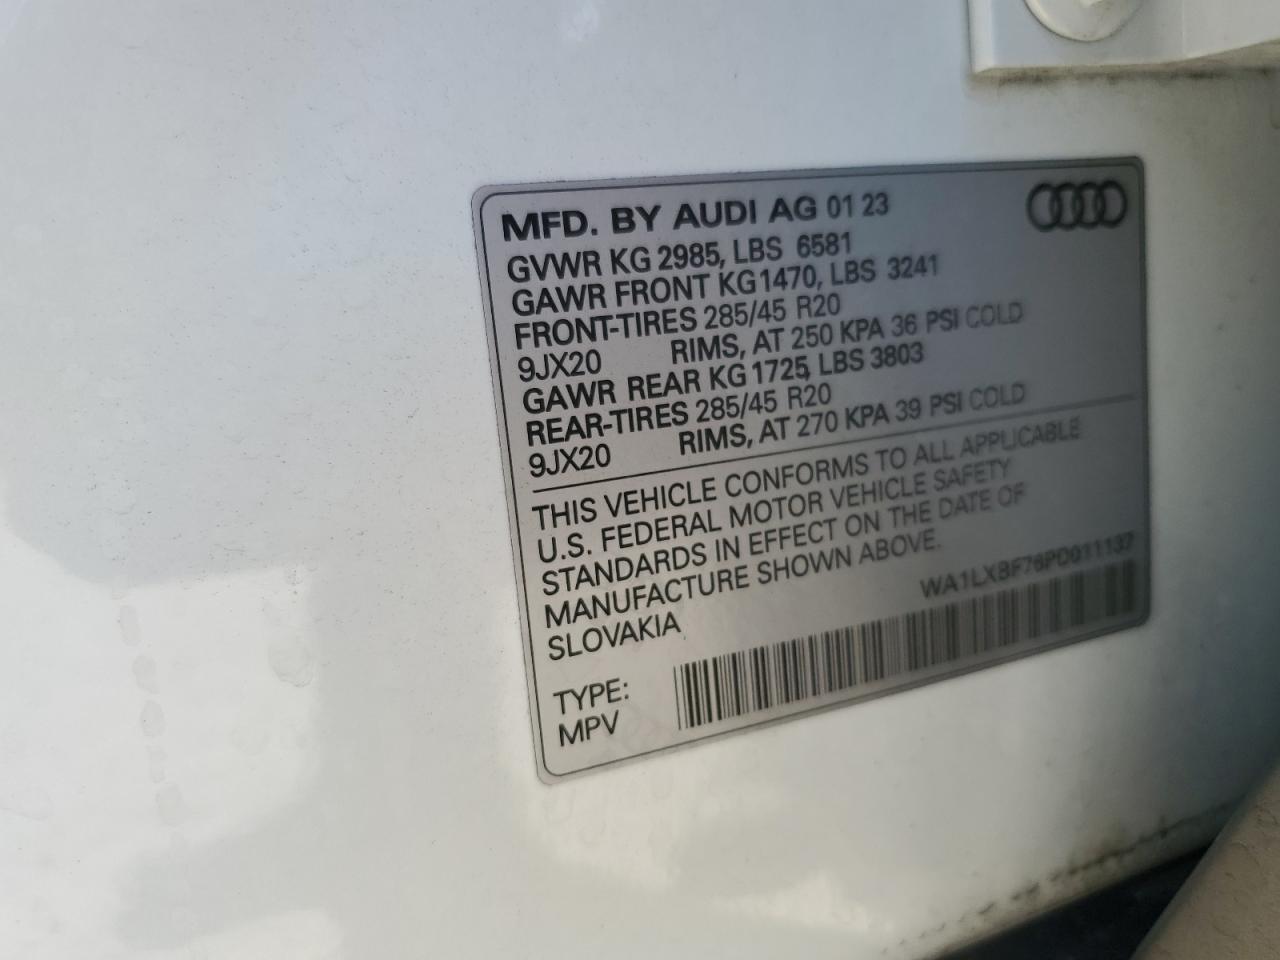 MFD. BY AUDI AG 01 23
GVWR KG 2985, LBS 6581
GAWR FRONT KG1470, LBS 3241
FRONT-TIRES 285/45 R20
9JX20 RIMS, AT 250 KPA 36 PSI COLD
GAWR REAR KG1725, LBS 3803
REAR-TIRES 285/45 R20
9JX20 RIMS, AT 270 KPA 39 PSI COLD
THIS VEHICLE CONFORMS TO ALL APPLICABLE
U.S. FEDERAL MOTOR VEHICLE SAFETY
STANDARDS IN EFFECT ON THE DATE OF
MANUFACTURE SHOWN ABOVE.
WA1LXBF76PD011137
SLOVAKIA
TYPE:
MPV